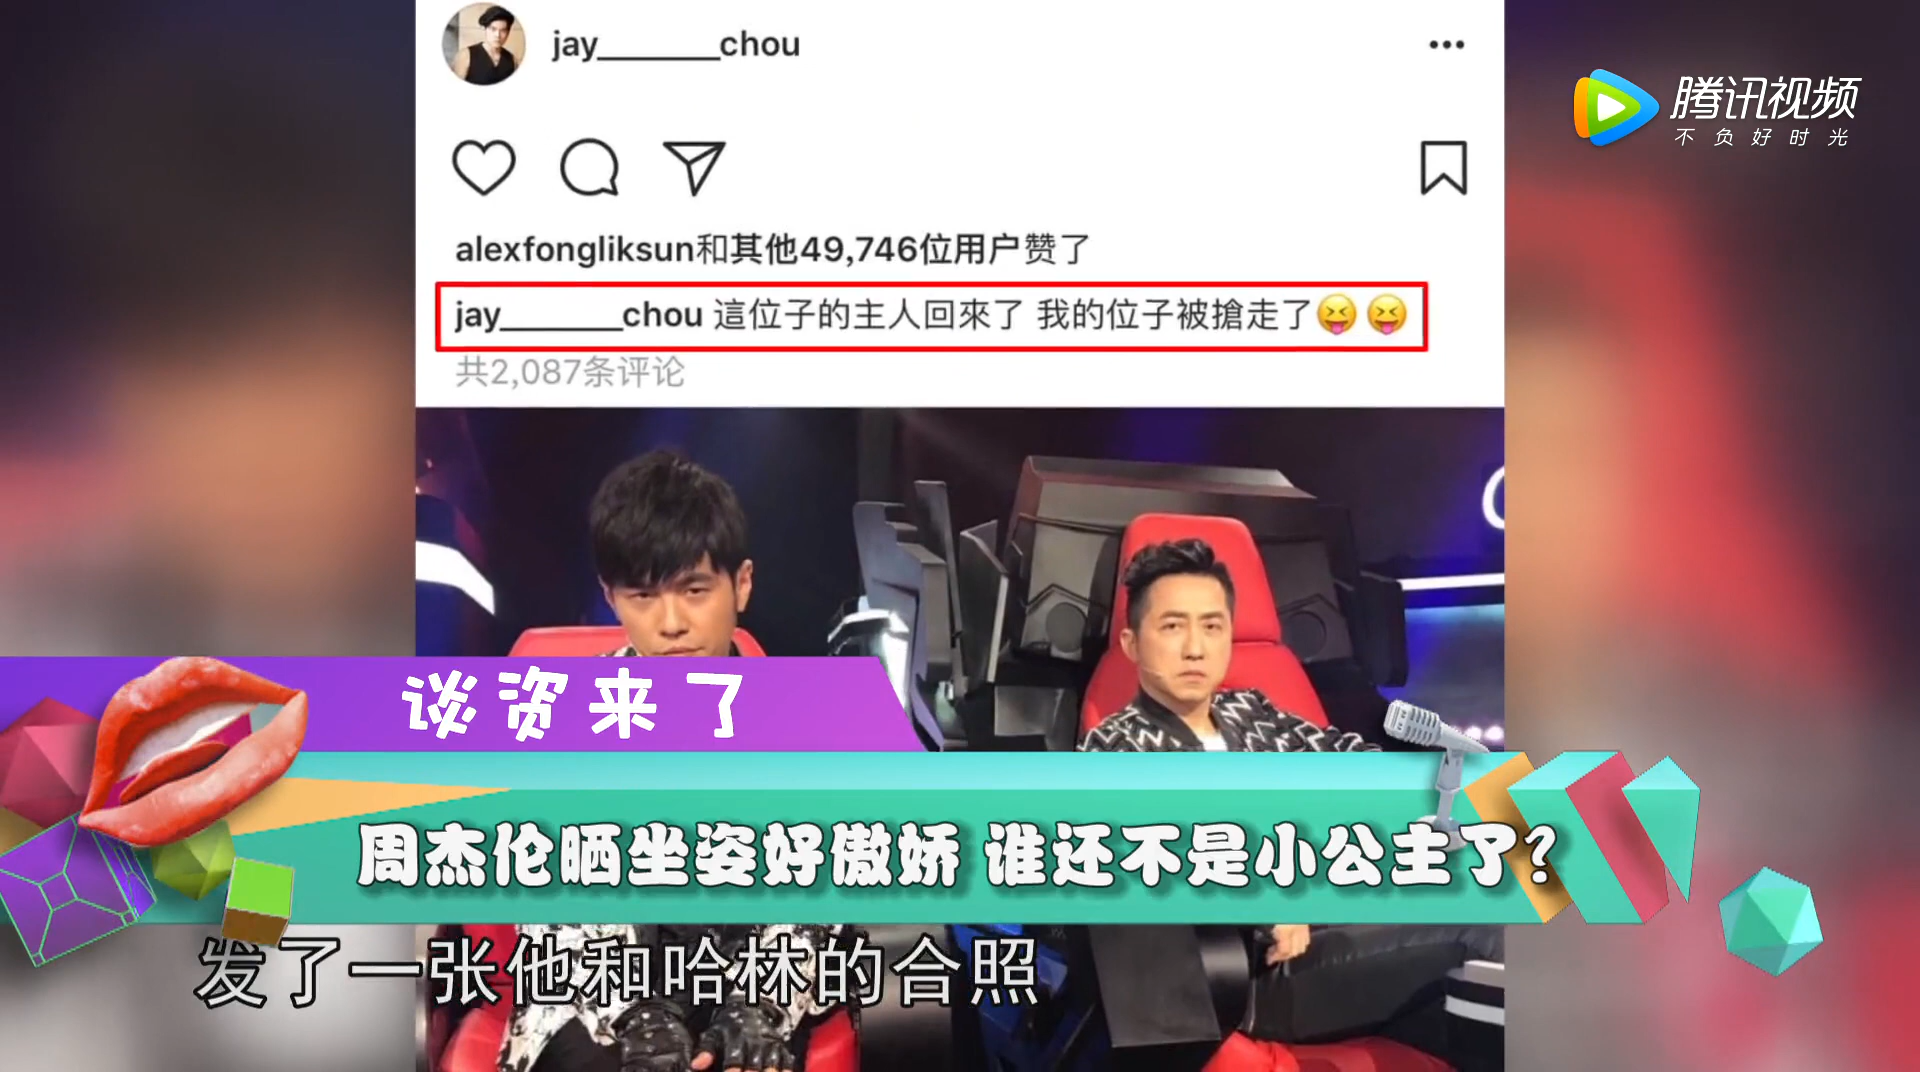 jay_______chou
腾讯视频
不负好时光
alexfongliksun和其他49,746位用户赞了
jay_______chou 這位子的主人回來了 我的位子被搶走了😝😝
共2,087条评论
谈资来了
周杰伦晒坐姿好傲娇 谁还不是小公主了？
发了一张他和哈林的合照